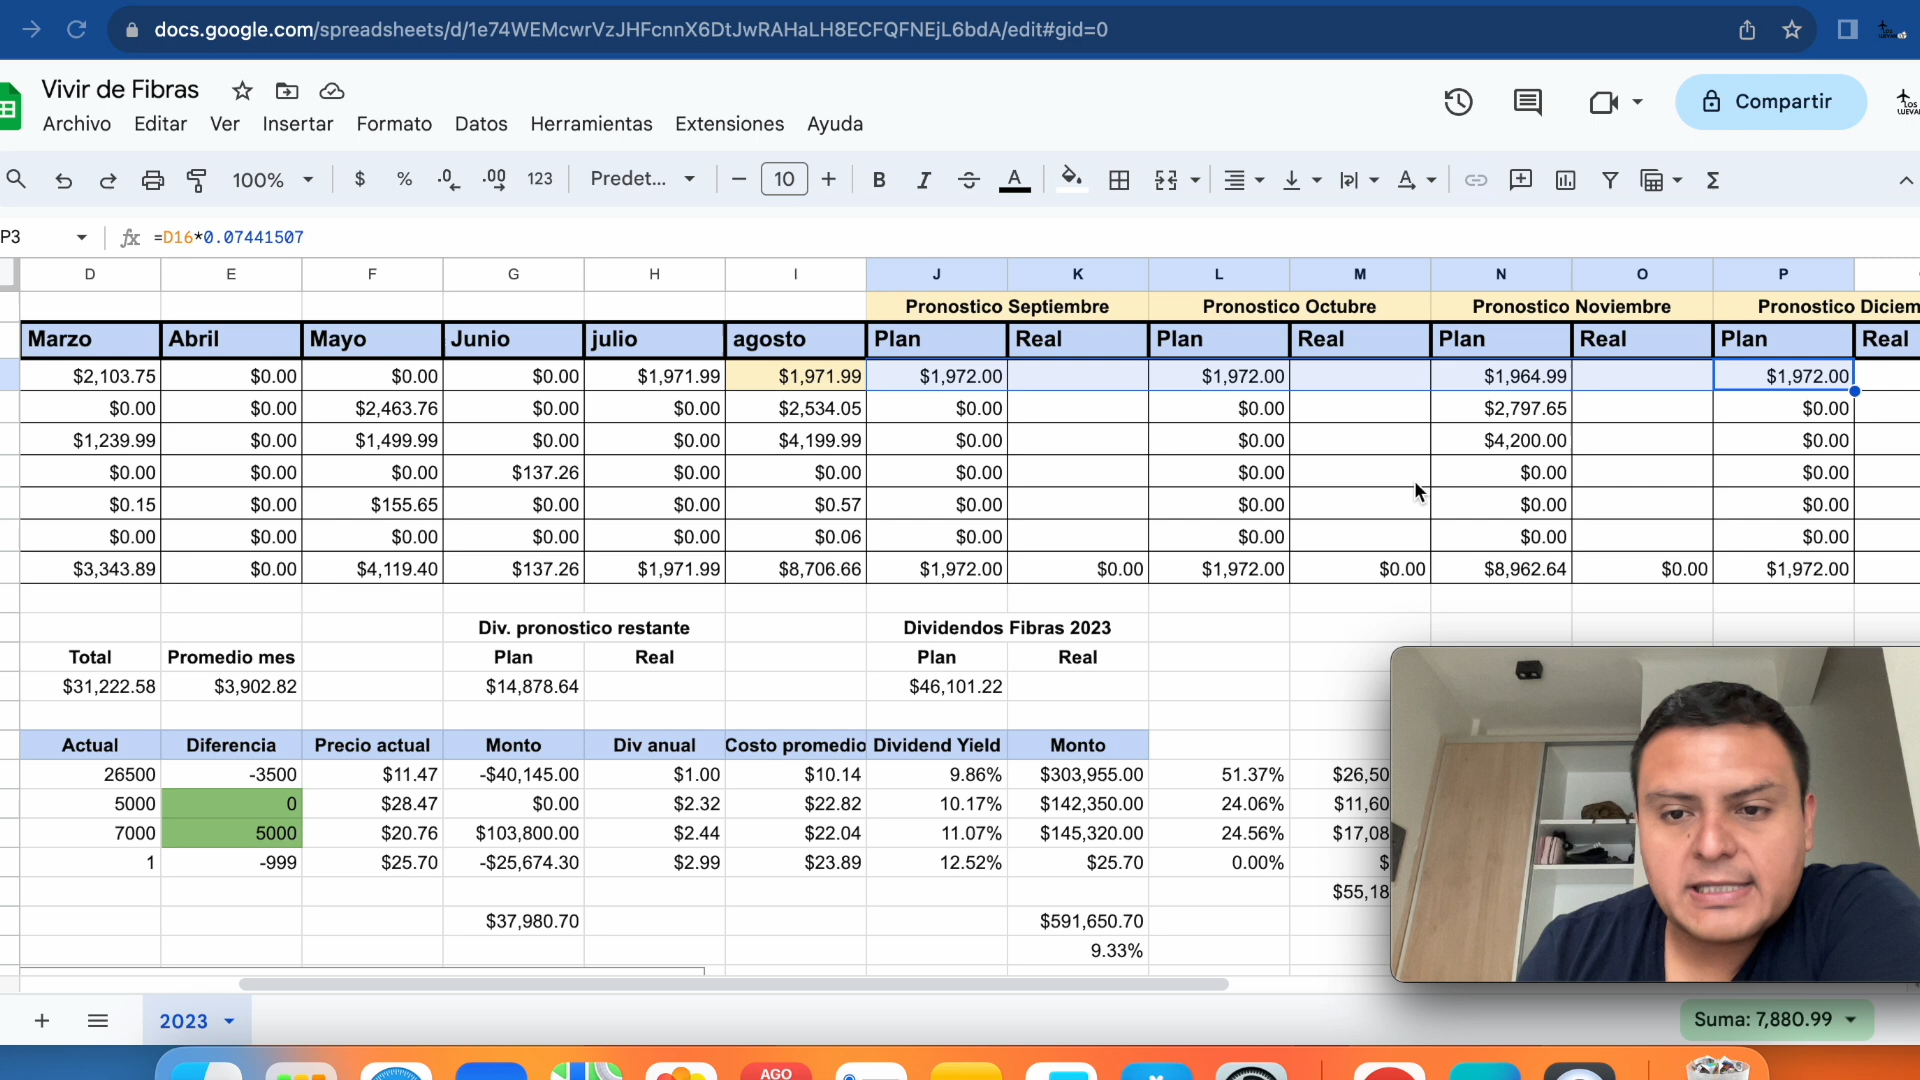 docs.google.com/spreadsheets/d/1e74WEMcwrVzJHFcnnX6DtJwRAHaLH8ECFQFNEjL6bdA/edit#gid=0
Vivir de Fibras
Compartir
LOS
Archivo Editar Ver Insertar Formato Datos Herramientas Extensiones Ayuda
100% $ % .0 .00 123 Predet... 10 B I A Σ
P3 fx =D16*0.07441507
D E F G H I J K L M N O P
Pronostico Septiembre Pronostico Octubre Pronostico Noviembre Pronostico Diciem
Marzo Abril Mayo Junio julio agosto Plan Real Plan Real Plan Real Plan Real
$2,103.75 $0.00 $0.00 $0.00 $1,971.99 $1,971.99 $1,972.00 $1,972.00 $1,964.99 $1,972.00
$0.00 $0.00 $2,463.76 $0.00 $0.00 $2,534.05 $0.00 $0.00 $2,797.65 $0.00
$1,239.99 $0.00 $1,499.99 $0.00 $0.00 $4,199.99 $0.00 $0.00 $4,200.00 $0.00
$0.00 $0.00 $0.00 $137.26 $0.00 $0.00 $0.00 $0.00 $0.00 $0.00
$0.15 $0.00 $155.65 $0.00 $0.00 $0.57 $0.00 $0.00 $0.00 $0.00
$0.00 $0.00 $0.00 $0.00 $0.00 $0.06 $0.00 $0.00 $0.00 $0.00
$3,343.89 $0.00 $4,119.40 $137.26 $1,971.99 $8,706.66 $1,972.00 $0.00 $1,972.00 $0.00 $8,962.64 $0.00 $1,972.00
Div. pronostico restante Dividendos Fibras 2023
Total Promedio mes Plan Real Plan Real
$31,222.58 $3,902.82 $14,878.64 $46,101.22
Actual Diferencia Precio actual Monto Div anual Costo promedio Dividend Yield Monto
26500 -3500 $11.47 -$40,145.00 $1.00 $10.14 9.86% $303,955.00 51.37% $26,50
5000 0 $28.47 $0.00 $2.32 $22.82 10.17% $142,350.00 24.06% $11,60
7000 5000 $20.76 $103,800.00 $2.44 $22.04 11.07% $145,320.00 24.56% $17,08
1 -999 $25.70 -$25,674.30 $2.99 $23.89 12.52% $25.70 0.00% $
$55,18
$37,980.70 $591,650.70
9.33%
2023 Suma: 7,880.99
AGO